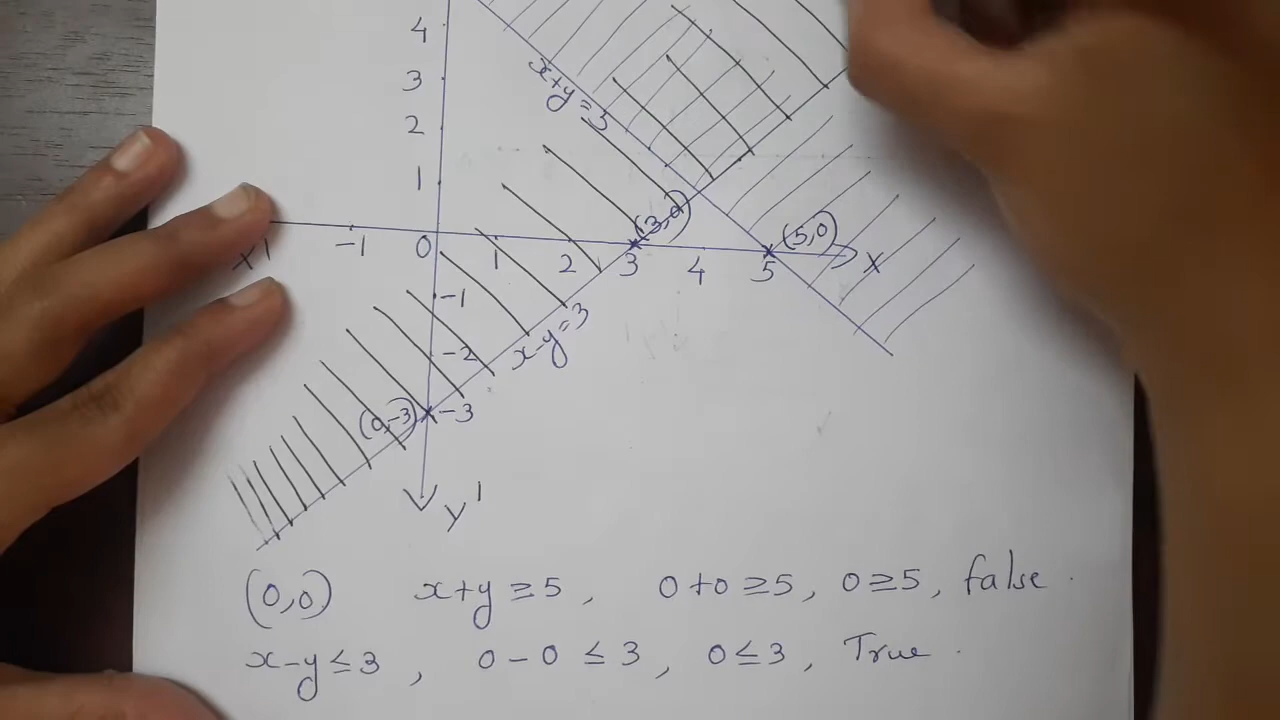 4
3
x+y=5
2
1
(3,0)
(5,0)
X'
-1
0
1
2
3
4
5
X
-1
x-y=3
-2
(0,-3)
-3
Y'
(0,0) x+y≥5, 0+0≥5, 0≥5, false.
x-y≤3, 0-0≤3, 0≤3, True.